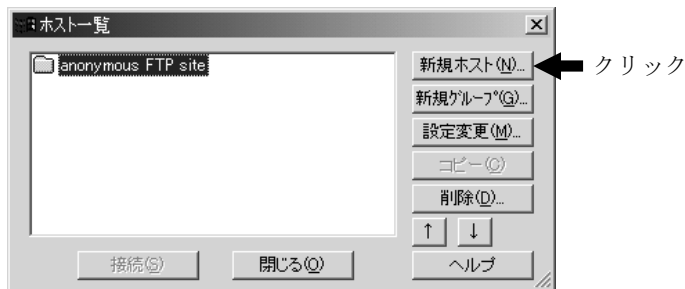 ホスト一覧
anonymous FTP site
新規ホスト(N)...
クリック
新規ｸﾞﾙｰﾌﾟ(G)...
設定変更(M)...
コピー(C)
削除(D)...
↑ ↓
接続(S) 閉じる(O) ヘルプ